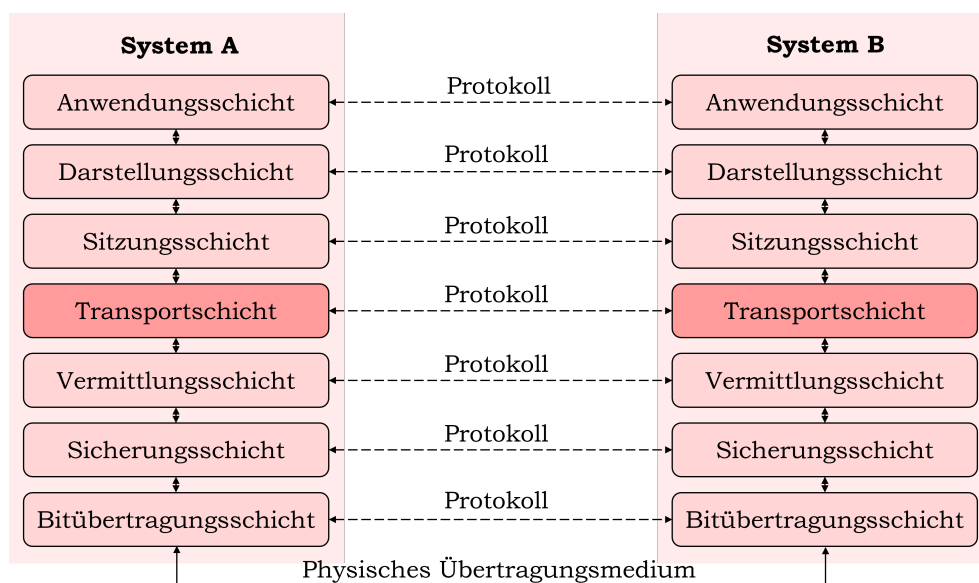 System A
System B
Anwendungsschicht
Protokoll
Anwendungsschicht
Darstellungsschicht
Protokoll
Darstellungsschicht
Sitzungsschicht
Protokoll
Sitzungsschicht
Transportschicht
Protokoll
Transportschicht
Vermittlungsschicht
Protokoll
Vermittlungsschicht
Sicherungsschicht
Protokoll
Sicherungsschicht
Bitübertragungsschicht
Protokoll
Bitübertragungsschicht
Physisches Übertragungsmedium